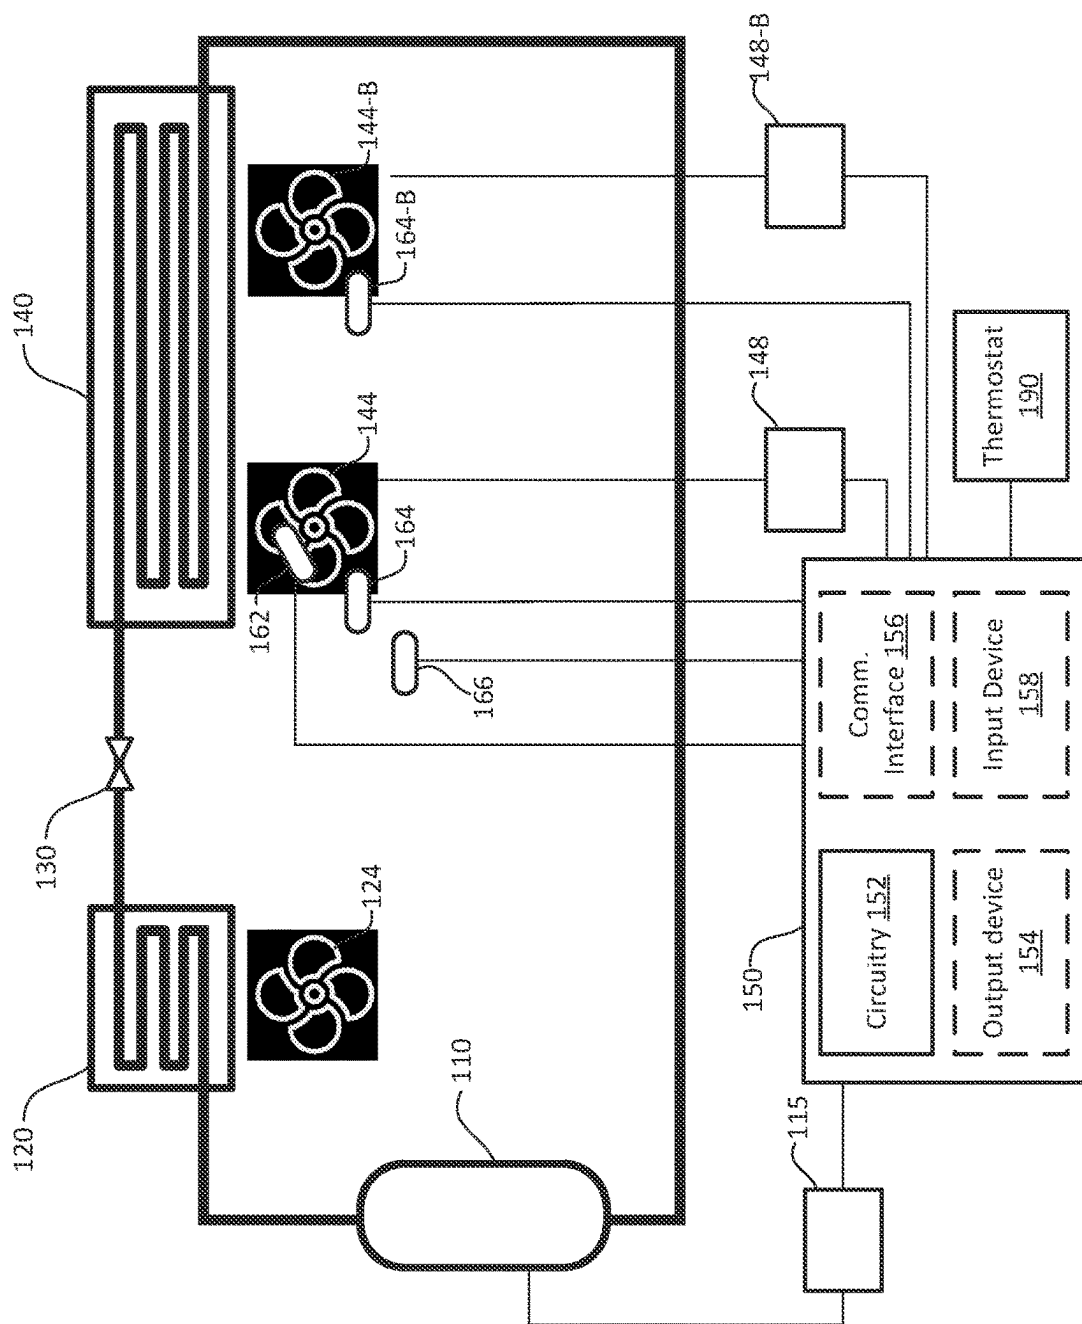 120
130
140
124
162
144
144-B
164
164-B
166
110
148
148-B
115
150
Circuitry 152
Comm.
Interface 156
Output device
154
Input Device
158
Thermostat
190